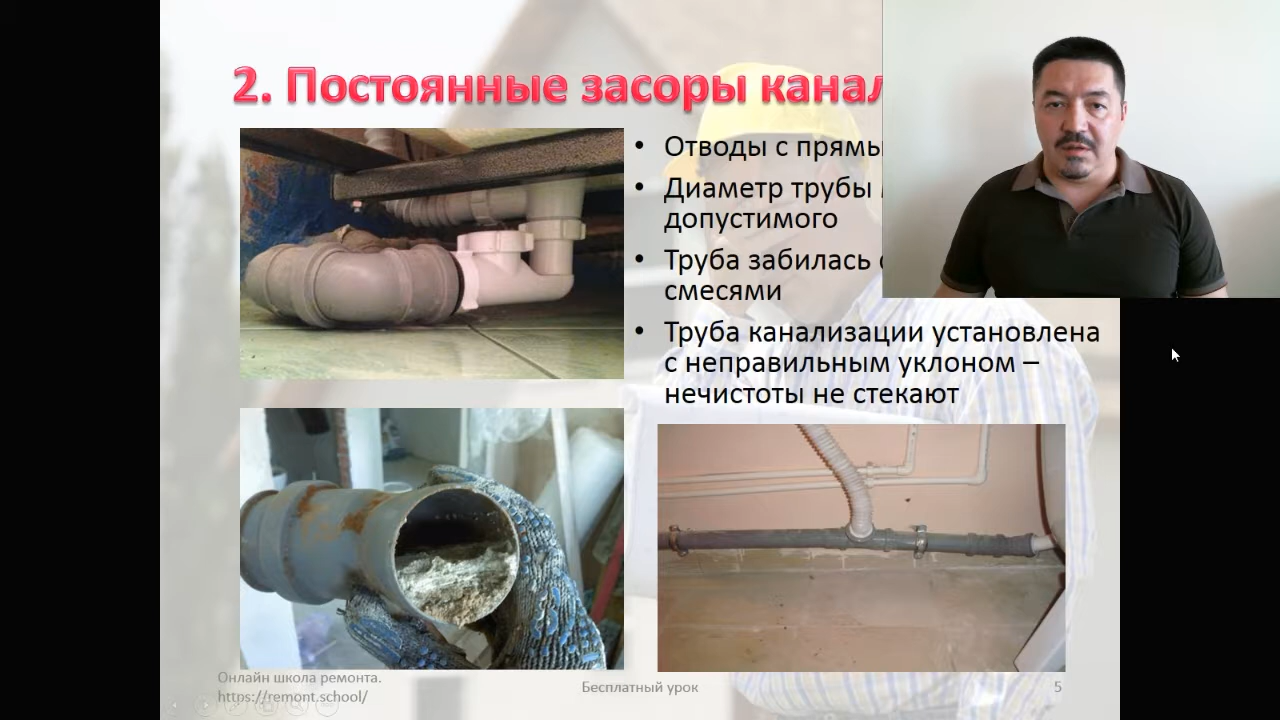 2. Постоянные засоры канал
• Отводы с прямы
• Диаметр трубы
допустимого
• Труба забилась
смесями
• Труба канализации установлена
с неправильным уклоном –
нечистоты не стекают
Онлайн школа ремонта.
https://remont.school/
Бесплатный урок
5